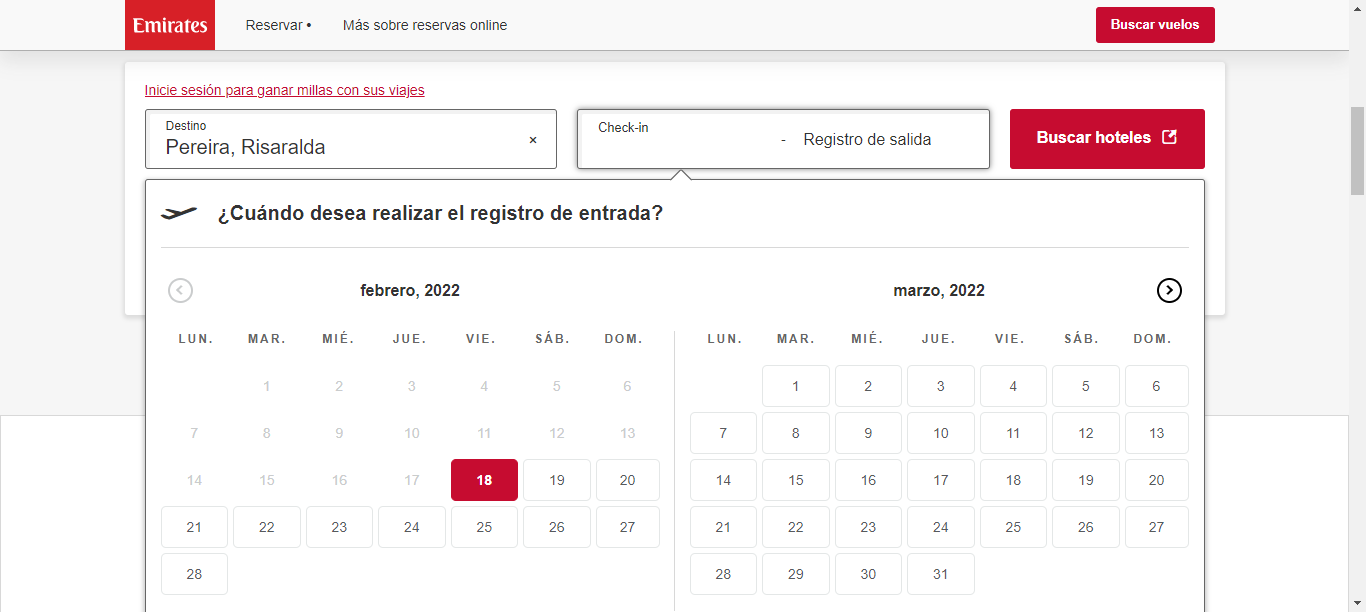 Emirates Reservar • Más sobre reservas online Buscar vuelos
Inicie sesión para ganar millas con sus viajes
Destino
Pereira, Risaralda ×
Check-in
- Registro de salida
Buscar hoteles
¿Cuándo desea realizar el registro de entrada?
febrero, 2022
LUN. MAR. MIÉ. JUE. VIE. SÁB. DOM.
1 2 3 4 5 6
7 8 9 10 11 12 13
14 15 16 17 18 19 20
21 22 23 24 25 26 27
28
marzo, 2022
LUN. MAR. MIÉ. JUE. VIE. SÁB. DOM.
1 2 3 4 5 6
7 8 9 10 11 12 13
14 15 16 17 18 19 20
21 22 23 24 25 26 27
28 29 30 31